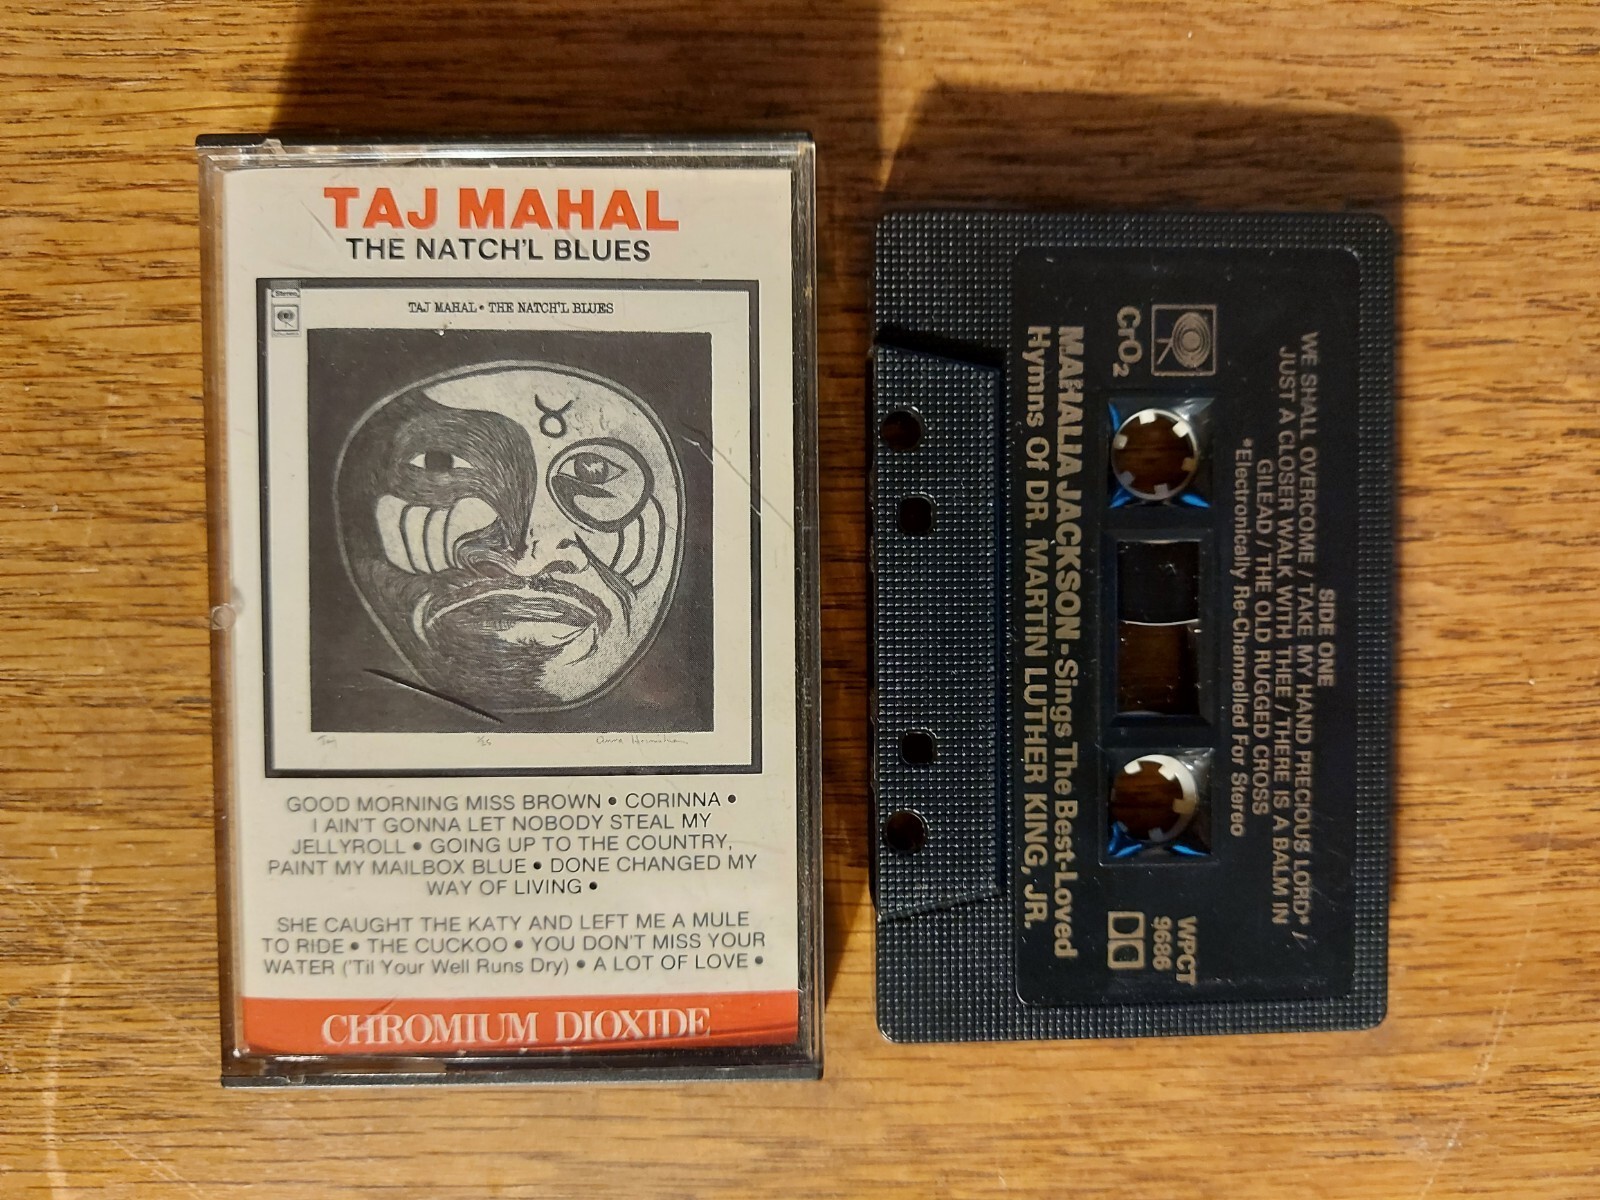 TAJ MAHAL
THE NATCH'L BLUES
Stereo
TAJ MAHAL • THE NATCH'L BLUES
GOOD MORNING MISS BROWN • CORINNA •
I AIN'T GONNA LET NOBODY STEAL MY
JELLYROLL • GOING UP TO THE COUNTRY,
PAINT MY MAILBOX BLUE • DONE CHANGED MY
WAY OF LIVING •
SHE CAUGHT THE KATY AND LEFT ME A MULE
TO RIDE • THE CUCKOO • YOU DON'T MISS YOUR
WATER ('Til Your Well Runs Dry) • A LOT OF LOVE •
CHROMIUM DIOXIDE
SIDE ONE
WE SHALL OVERCOME / TAKE MY HAND PRECIOUS LORD* /
JUST A CLOSER WALK WITH THEE / THERE IS A BALM IN
GILEAD / THE OLD RUGGED CROSS
*Electronically Re-Channelled For Stereo
CrO2
WPCT
9686
MAHALIA JACKSON - Sings The Best-Loved
Hymns Of DR. MARTIN LUTHER KING, JR.